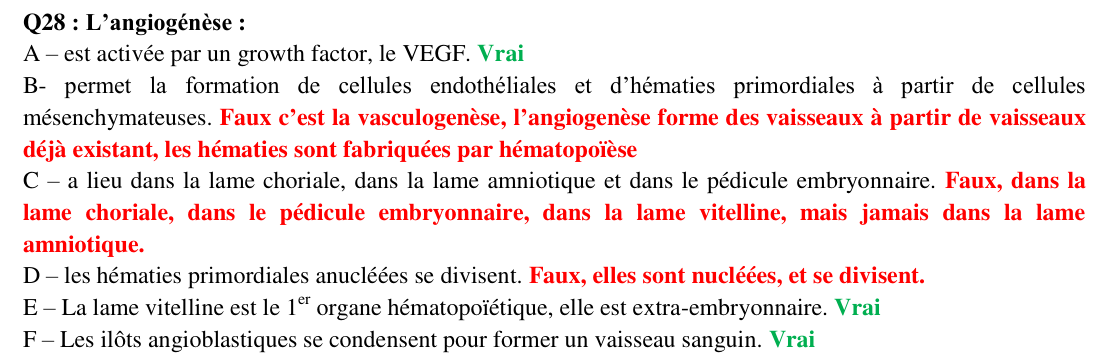 Q28 : L’angiogénèse :
A – est activée par un growth factor, le VEGF. Vrai
B- permet la formation de cellules endothéliales et d’hématies primordiales à partir de cellules
mésenchymateuses. Faux c’est la vasculogenèse, l’angiogenèse forme des vaisseaux à partir de vaisseaux
déjà existant, les hématies sont fabriquées par hématopoïèse
C – a lieu dans la lame choriale, dans la lame amniotique et dans le pédicule embryonnaire. Faux, dans la
lame choriale, dans le pédicule embryonnaire, dans la lame vitelline, mais jamais dans la lame
amniotique.
D – les hématies primordiales anucléées se divisent. Faux, elles sont nucléées, et se divisent.
E – La lame vitelline est le 1er organe hématopoïétique, elle est extra-embryonnaire. Vrai
F – Les ilôts angioblastiques se condensent pour former un vaisseau sanguin. Vrai